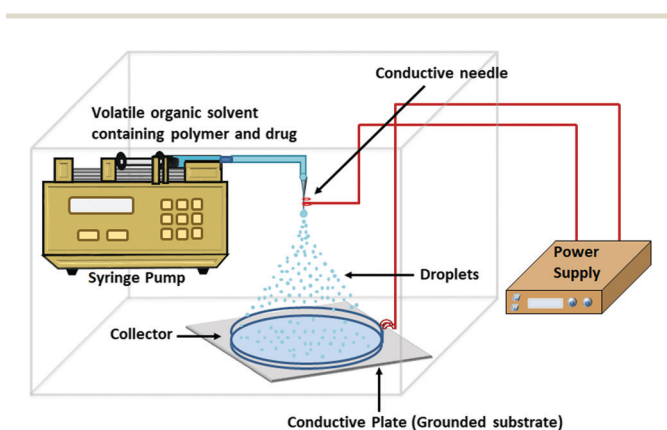 Conductive needle
Volatile organic solvent
containing polymer and drug
Power
Supply
Syringe Pump
Droplets
Collector
Conductive Plate (Grounded substrate)